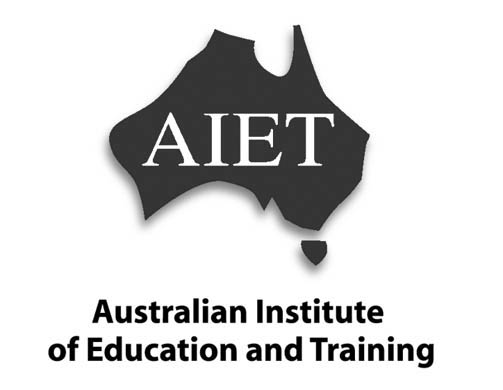 AIET
Australian Institute
of Education and Training